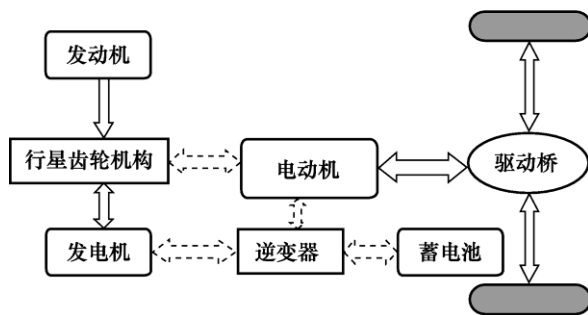 发动机
行星齿轮机构
电动机
驱动桥
发电机
逆变器
蓄电池